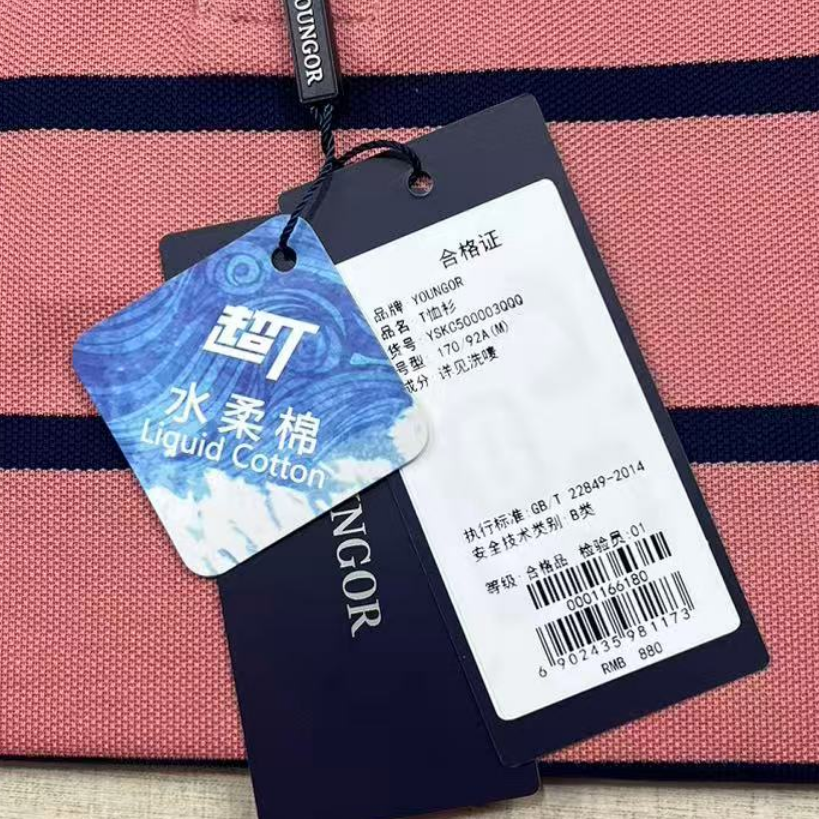 YOUNGOR
合格证
品牌 YOUNGOR
品名 T恤衫
货号: YSKC500003QQQ
号型 170/92A(M)
成分 详见洗唛
超T
水柔棉
Liquid Cotton
YOUNGOR
执行标准:GB/T 22849-2014
安全技术类别:B类
等级:合格品 检验员:01
0001166180
6 902435 981173
RMB 880